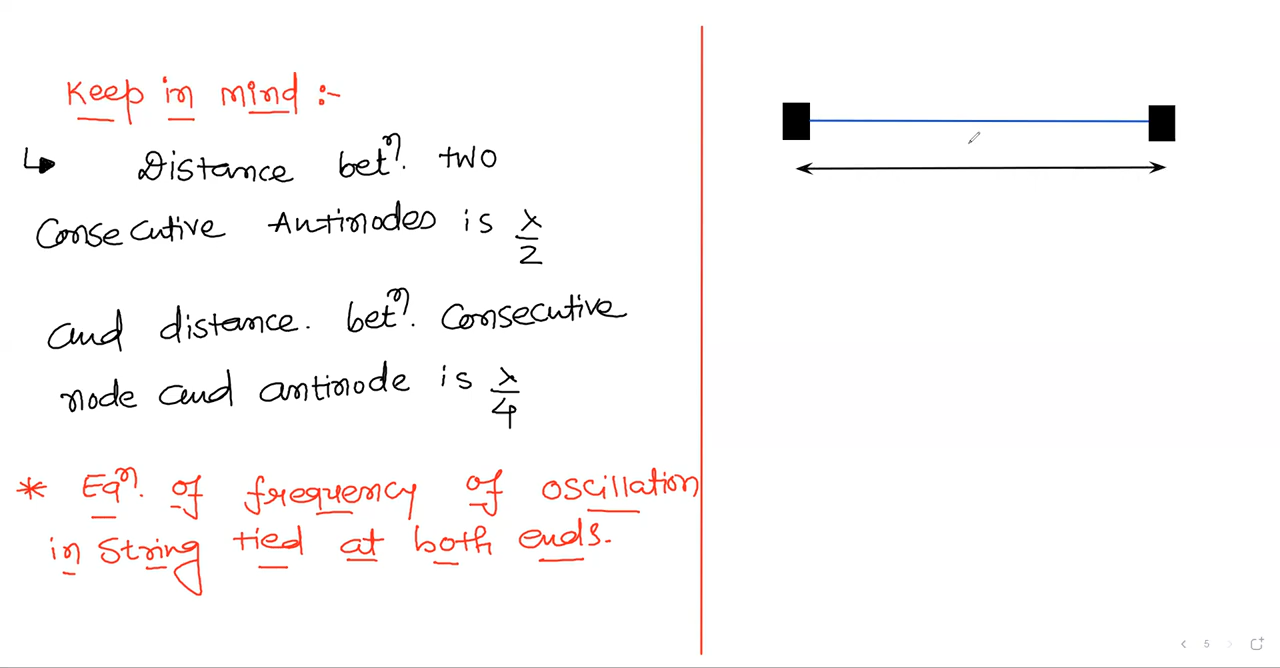 Keep in mind :-
↳ Distance betⁿ. two
Consecutive Antinodes is λ/2
and distance. betⁿ. Consecutive
node and antinode is λ/4
* Eqⁿ. of frequency of oscillation
in String tied at both ends.
5